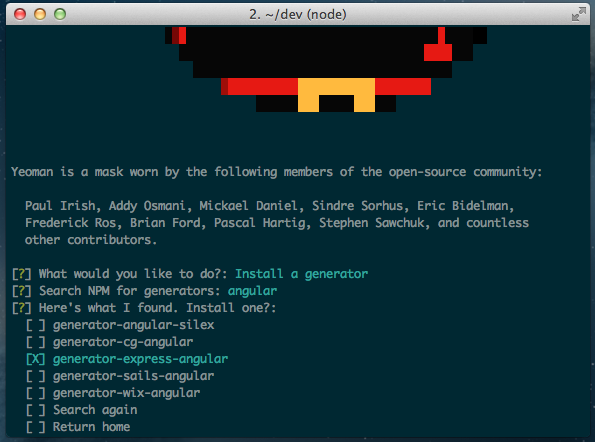 2. ~/dev (node)
Yeoman is a mask worn by the following members of the open-source community:
Paul Irish, Addy Osmani, Mickael Daniel, Sindre Sorhus, Eric Bidelman,
Frederick Ros, Brian Ford, Pascal Hartig, Stephen Sawchuk, and countless
other contributors.
[?] What would you like to do?: Install a generator
[?] Search NPM for generators: angular
[?] Here's what I found. Install one?:
[ ] generator-angular-silex
[ ] generator-cg-angular
[X] generator-express-angular
[ ] generator-sails-angular
[ ] generator-wix-angular
[ ] Search again
[ ] Return home